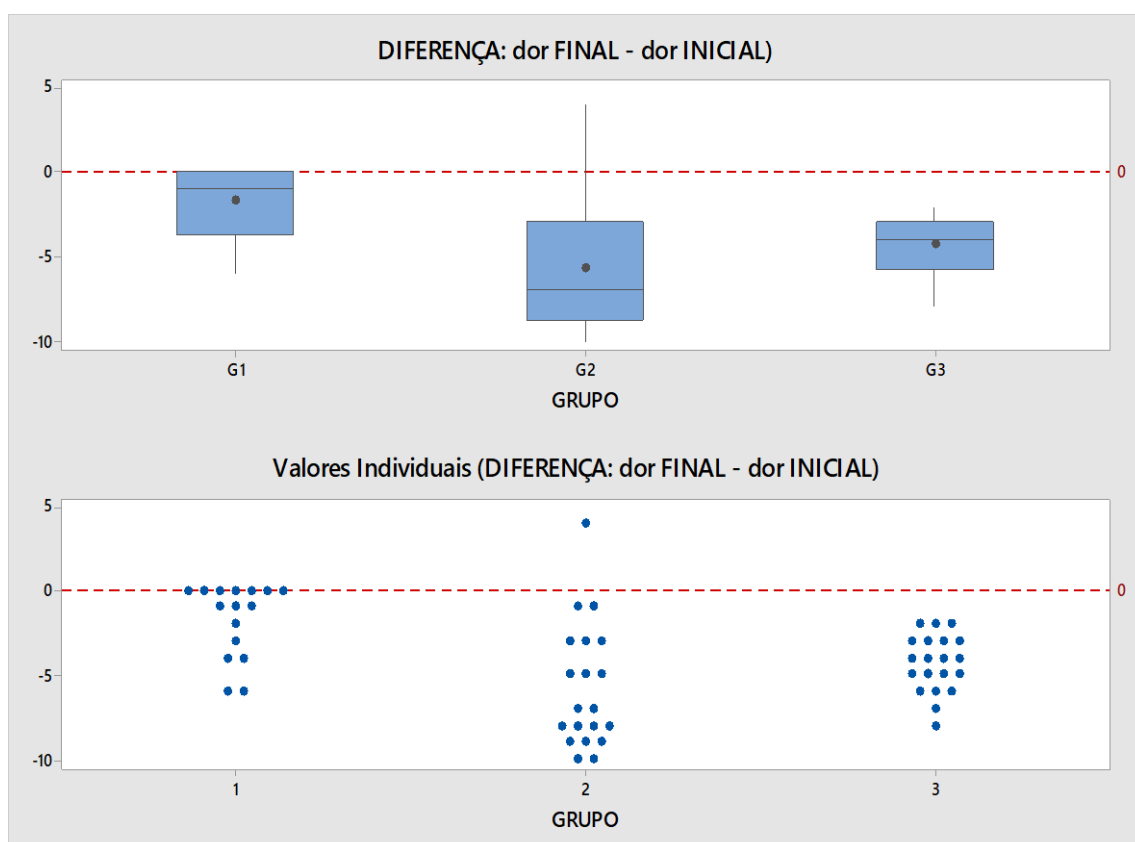 DIFERENÇA: dor FINAL - dor INICIAL)
5
0
0
-5
-10
G1 G2 G3
GRUPO
Valores Individuais (DIFERENÇA: dor FINAL - dor INICIAL)
5
0
0
-5
-10
1 2 3
GRUPO